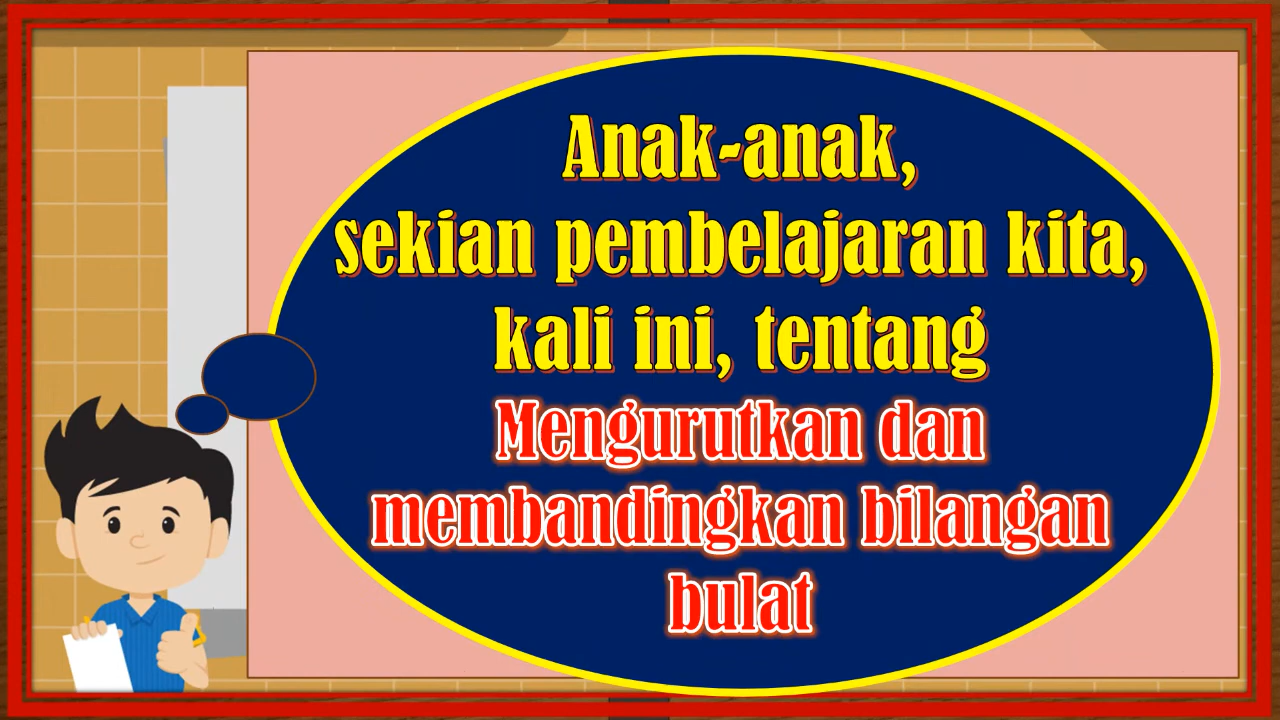 Anak-anak,
sekian pembelajaran kita,
kali ini, tentang
Mengurutkan dan
membandingkan bilangan
bulat